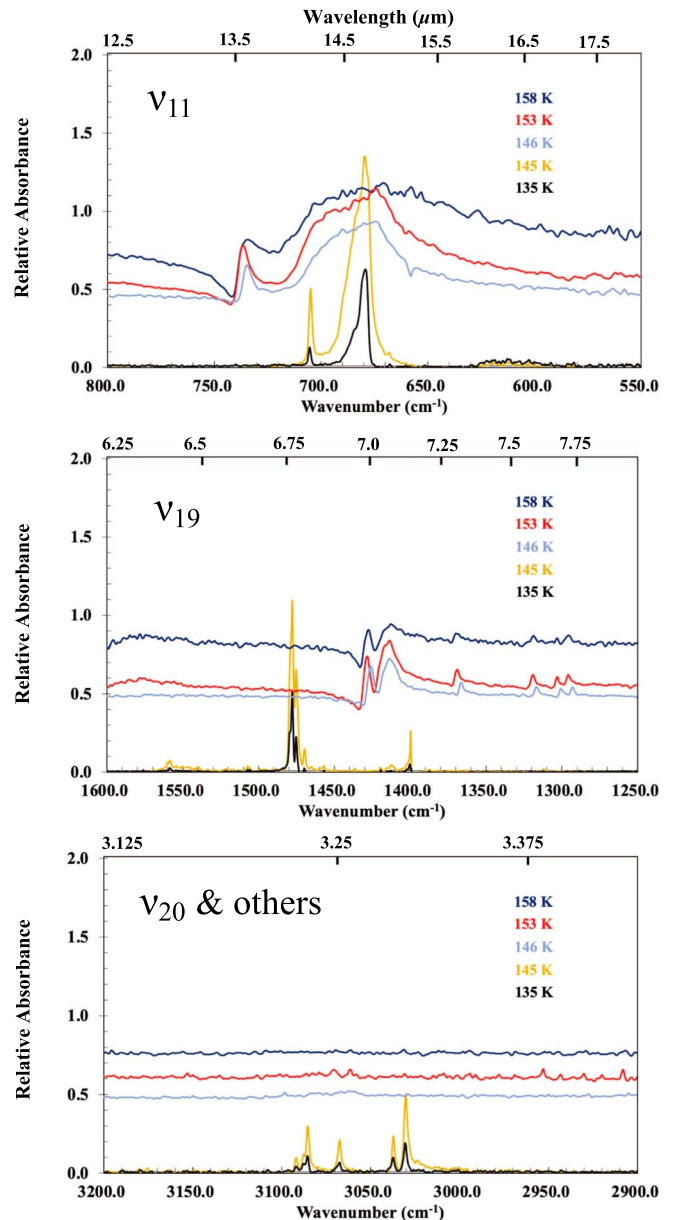 Wavelength (μm)
12.5 13.5 14.5 15.5 16.5 17.5
2.0
ν11
158 K
153 K
146 K
145 K
135 K
1.5
1.0
0.5
0.0
Relative Absorbance
800.0 750.0 700.0 650.0 600.0 550.0
Wavenumber (cm-1)
6.25 6.5 6.75 7.0 7.25 7.5 7.75
2.0
ν19
158 K
153 K
146 K
145 K
135 K
1.5
1.0
0.5
0.0
Relative Absorbance
1600.0 1500.0 1450.0 1400.0 1350.0 1300.0 1250.0
Wavenumber (cm-1)
3.125 3.25 3.375
2.0
ν20 & others
158 K
153 K
146 K
145 K
135 K
1.5
1.0
0.5
0.0
Relative Absorbance
3200.0 3150.0 3100.0 3050.0 3000.0 2950.0 2900.0
Wavenumber (cm-1)